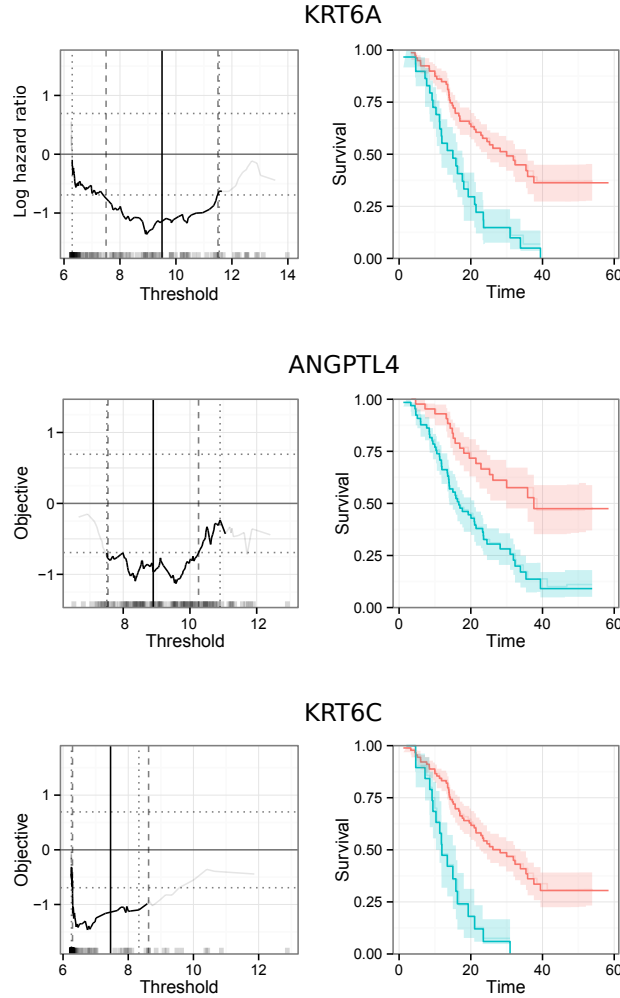 KRT6A
Log hazard ratio
1
0
−1
6 8 10 12 14
Threshold
Survival
1.00
0.75
0.50
0.25
0.00
0 20 40 60
Time
ANGPTL4
Objective
1
0
−1
8 10 12
Threshold
Survival
1.00
0.75
0.50
0.25
0.00
0 20 40 60
Time
KRT6C
Objective
1
0
−1
6 8 10 12
Threshold
Survival
1.00
0.75
0.50
0.25
0.00
0 20 40 60
Time